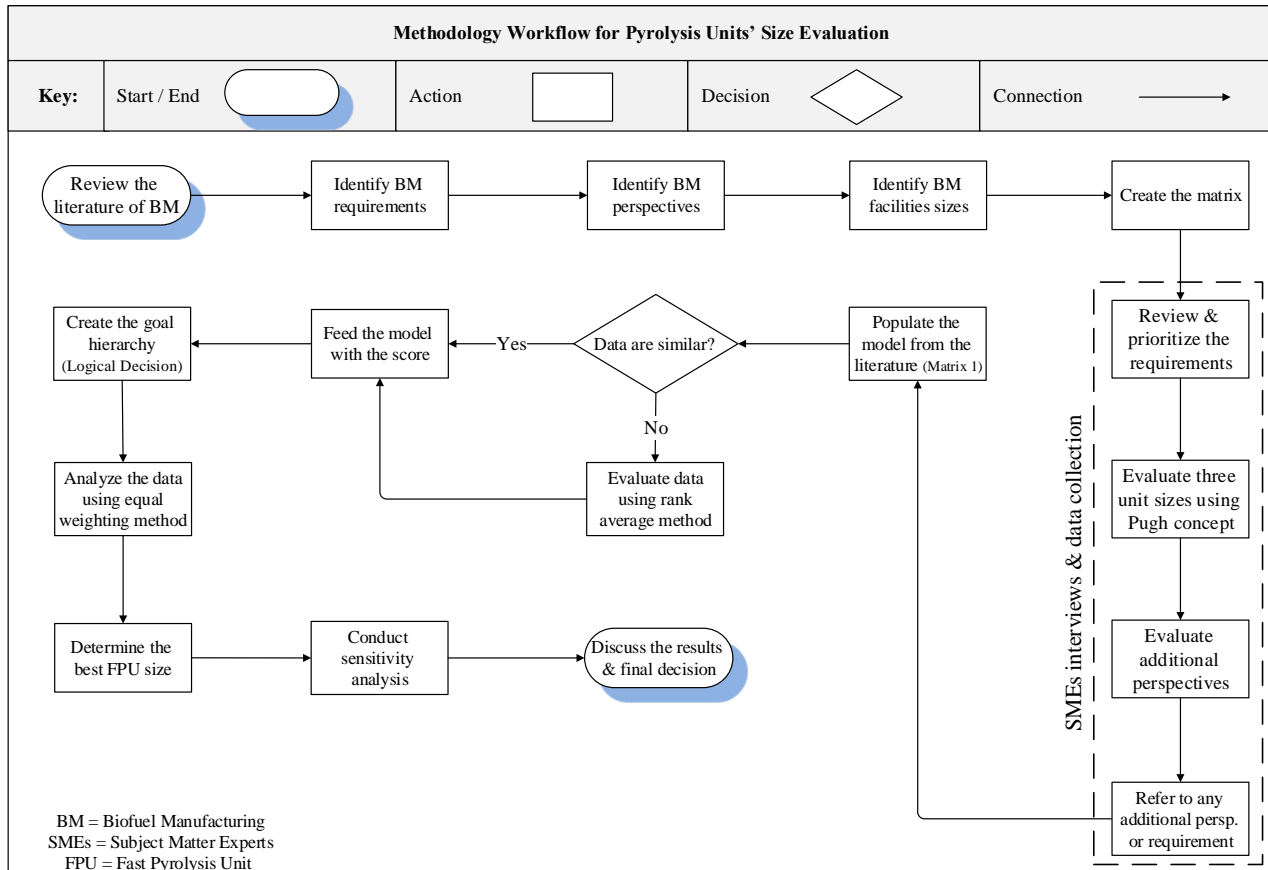 Methodology Workflow for Pyrolysis Units' Size Evaluation
Key:
Start / End
Action
Decision
Connection
Review the
literature of BM
Identify BM
requirements
Identify BM
perspectives
Identify BM
facilities sizes
Create the matrix
Create the goal
hierarchy
(Logical Decision)
Feed the model
with the score
Yes
Data are similar?
No
Populate the
model from the
literature (Matrix 1)
Review &
prioritize the
requirements
Analyze the data
using equal
weighting method
Evaluate data
using rank
average method
Evaluate three
unit sizes using
Pugh concept
SMEs interviews & data collection
Determine the
best FPU size
Conduct
sensitivity
analysis
Discuss the results
& final decision
Evaluate
additional
perspectives
Refer to any
additional persp.
or requirement
BM = Biofuel Manufacturing
SMEs = Subject Matter Experts
FPU = Fast Pyrolysis Unit